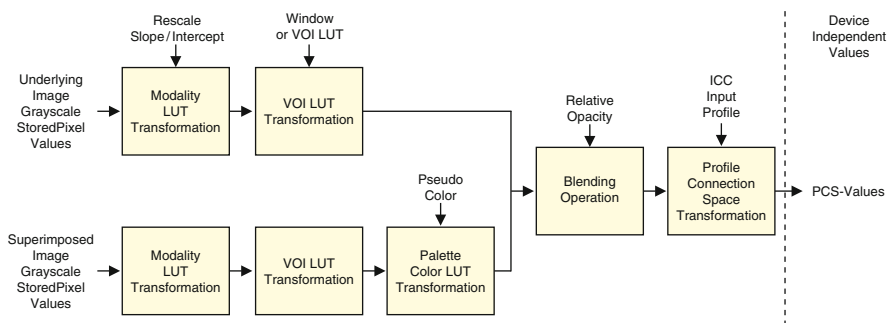 Rescale
Slope/Intercept
Window
or VOI LUT
Device
Independent
Values
Underlying
Image
Grayscale
StoredPixel
Values
Modality
LUT
Transformation
VOI LUT
Transformation
Relative
Opacity
ICC
Input
Profile
Pseudo
Color
Blending
Operation
Profile
Connection
Space
Transformation
PCS-Values
Superimposed
Image
Grayscale
StoredPixel
Values
Modality
LUT
Transformation
VOI LUT
Transformation
Palette
Color LUT
Transformation